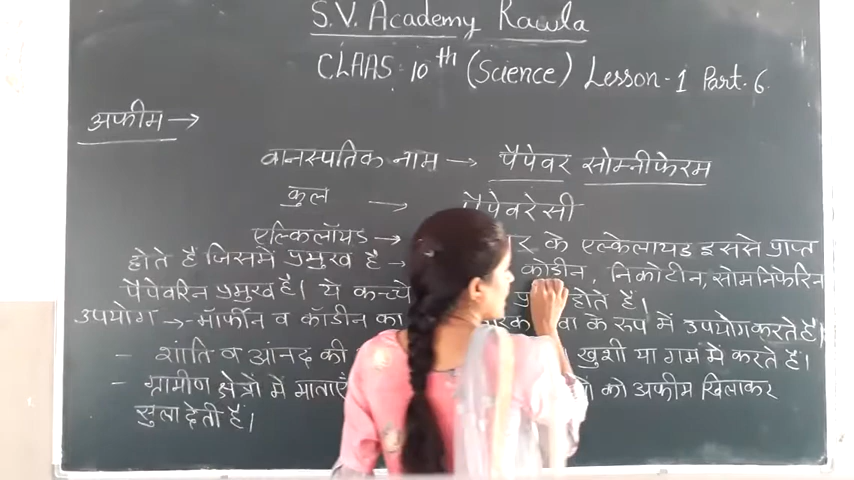 S.V. Academy Rawla
CLAAS 10th (Science) Lesson-1 Part-6
अफीम →
वानस्पतिक नाम → पैपेवर सोम्नीफेरम
कुल → पैपेवरेसी
एल्किलॉयड → के एल्केलायड इससे प्राप्त
होते हैं जिसमें प्रमुख है - कोडीन, निकोटीन, सोमनिफेरिन
पैपेवरिन प्रमुख है। ये कच्चे होते हैं।
उपयोग → - मॉर्फीन व कॉडीन का के रूप में उपयोग करते हैं।
- शांति व आंनद की खुशी या गम में करते हैं।
- ग्रामीण क्षेत्रों में माताएँ को अफीम खिलाकर
सुला देती हैं।